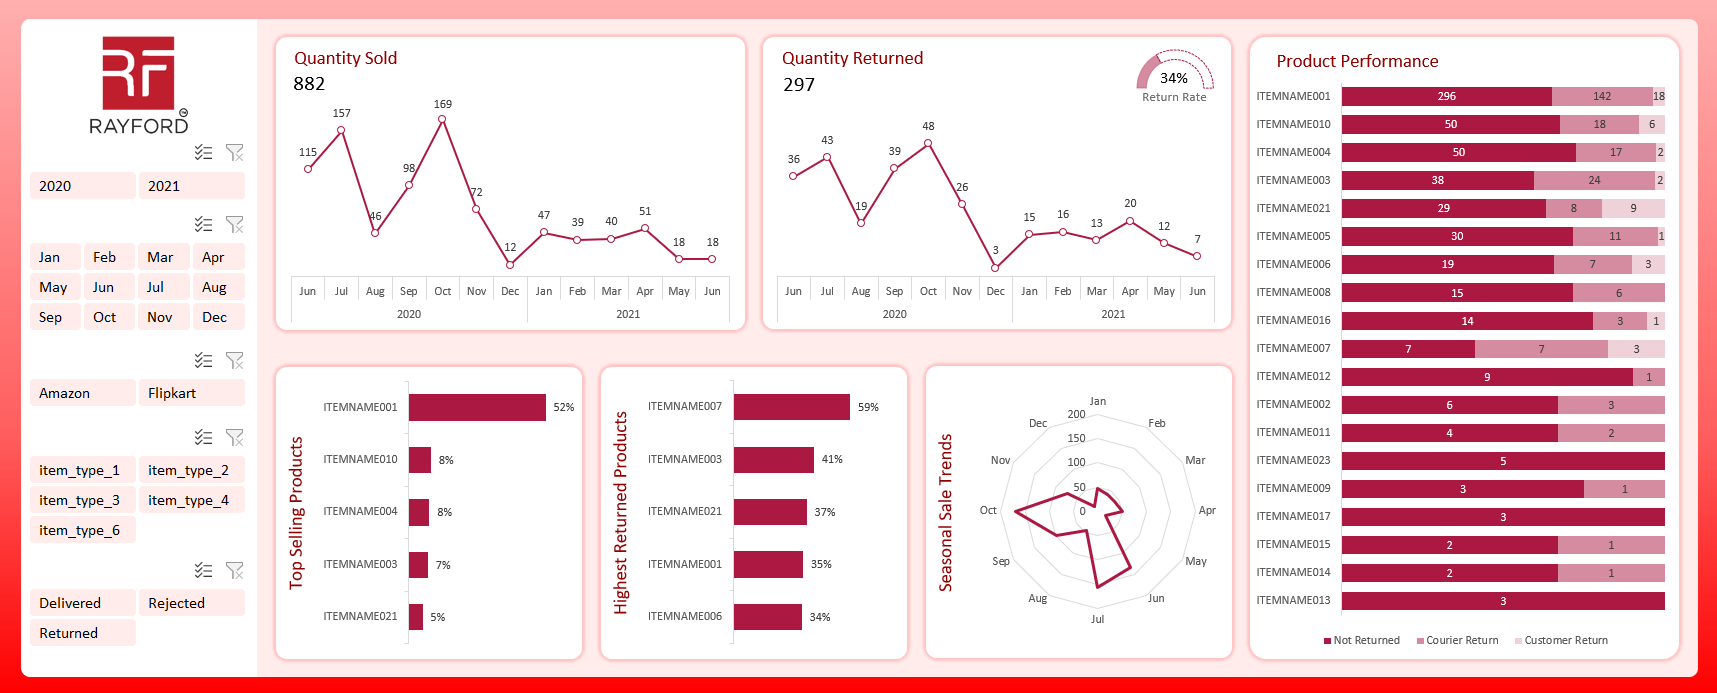 RF
RAYFORD
2020 2021
Jan Feb Mar Apr
May Jun Jul Aug
Sep Oct Nov Dec
Amazon Flipkart
item_type_1 item_type_2
item_type_3 item_type_4
item_type_6
Delivered Rejected
Returned
Quantity Sold
882
115 157 46 98 169 72 12 47 39 40 51 18 18
Jun Jul Aug Sep Oct Nov Dec Jan Feb Mar Apr May Jun
2020 2021
Quantity Returned
297
34%
Return Rate
36 43 19 39 48 26 3 15 16 13 20 12 7
Jun Jul Aug Sep Oct Nov Dec Jan Feb Mar Apr May Jun
2020 2021
Top Selling Products
ITEMNAME001 52%
ITEMNAME010 8%
ITEMNAME004 8%
ITEMNAME003 7%
ITEMNAME021 5%
Highest Returned Products
ITEMNAME007 59%
ITEMNAME003 41%
ITEMNAME021 37%
ITEMNAME001 35%
ITEMNAME006 34%
Seasonal Sale Trends
Jan
Feb
Mar
Apr
May
Jun
Jul
Aug
Sep
Oct
Nov
Dec
200
150
100
50
0
Product Performance
ITEMNAME001 296 142 18
ITEMNAME010 50 18 6
ITEMNAME004 50 17 2
ITEMNAME003 38 24 2
ITEMNAME021 29 8 9
ITEMNAME005 30 11 1
ITEMNAME006 19 7 3
ITEMNAME008 15 6
ITEMNAME016 14 3 1
ITEMNAME007 7 7 3
ITEMNAME012 9 1
ITEMNAME002 6 3
ITEMNAME011 4 2
ITEMNAME023 5
ITEMNAME009 3 1
ITEMNAME017 3
ITEMNAME015 2 1
ITEMNAME014 2 1
ITEMNAME013 3
Not Returned Courier Return Customer Return